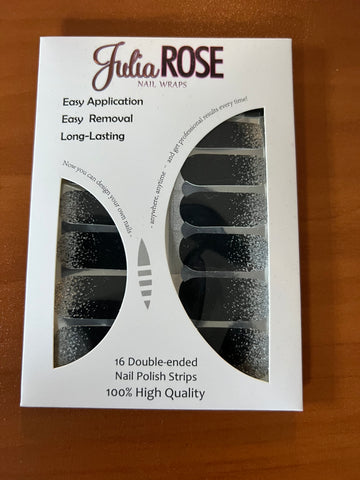 Julia ROSE
NAIL WRAPS
Easy Application
Easy Removal
Long-Lasting
Now you can design your own nails -
- anywhere, anytime - and get professional results every time!
16 Double-ended
Nail Polish Strips
100% High Quality